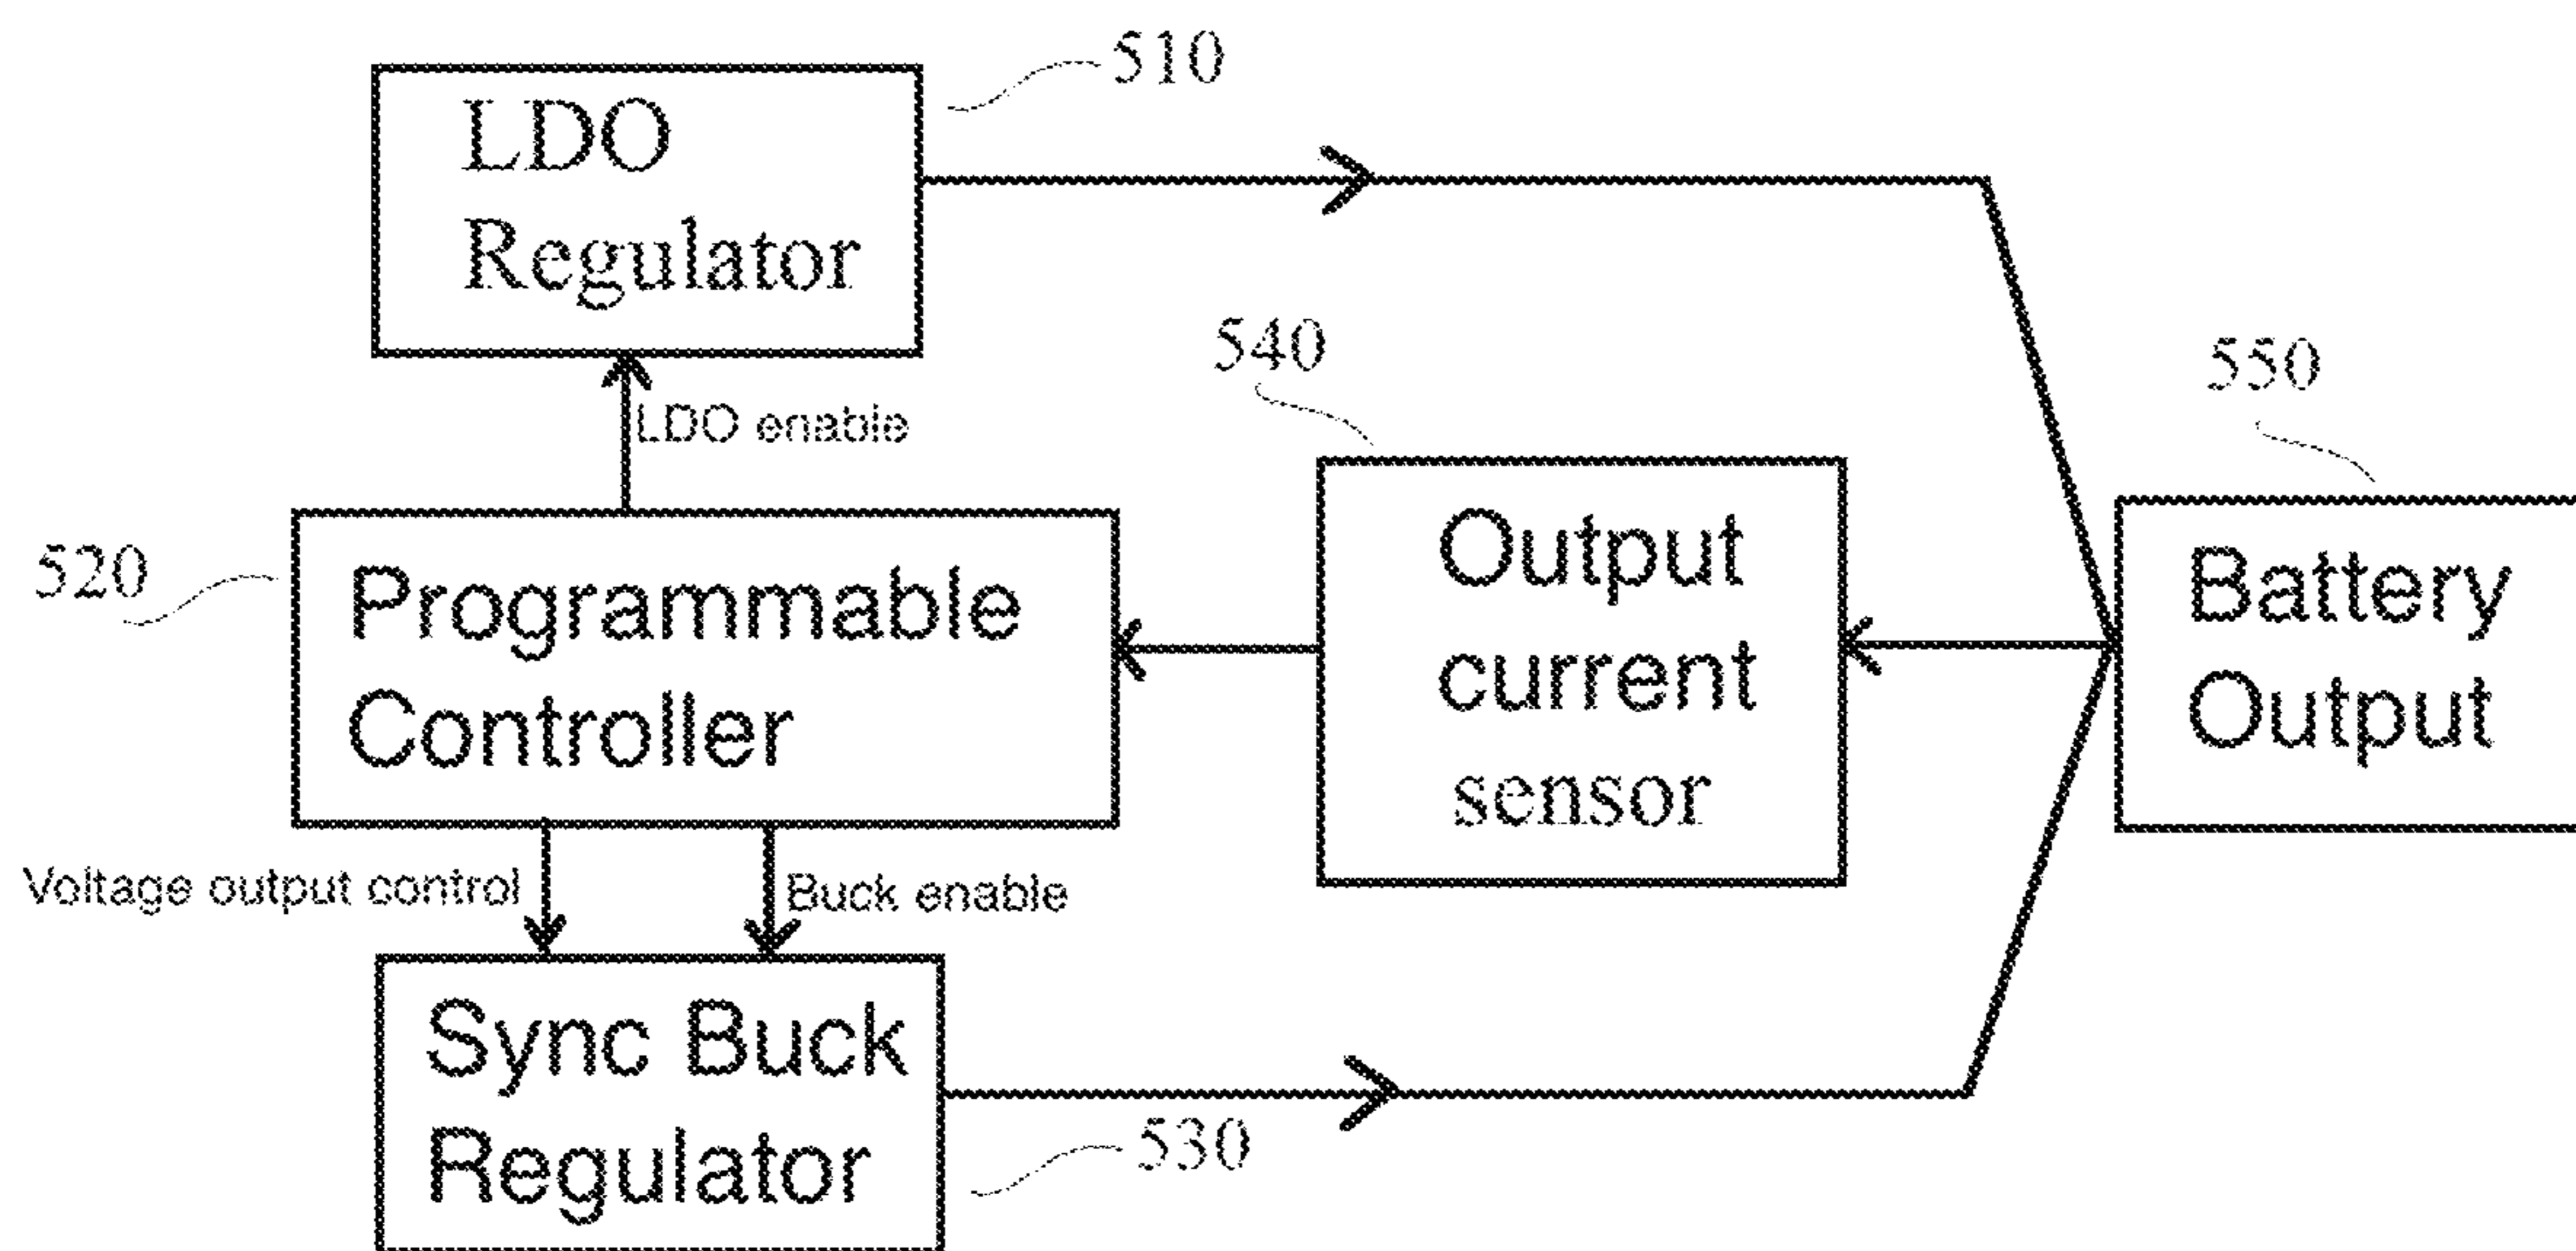 510
LDO
Regulator
LDO enable
540
550
520
Programmable
Controller
Output
current
sensor
Battery
Output
Voltage output control
Buck enable
Sync Buck
Regulator
530